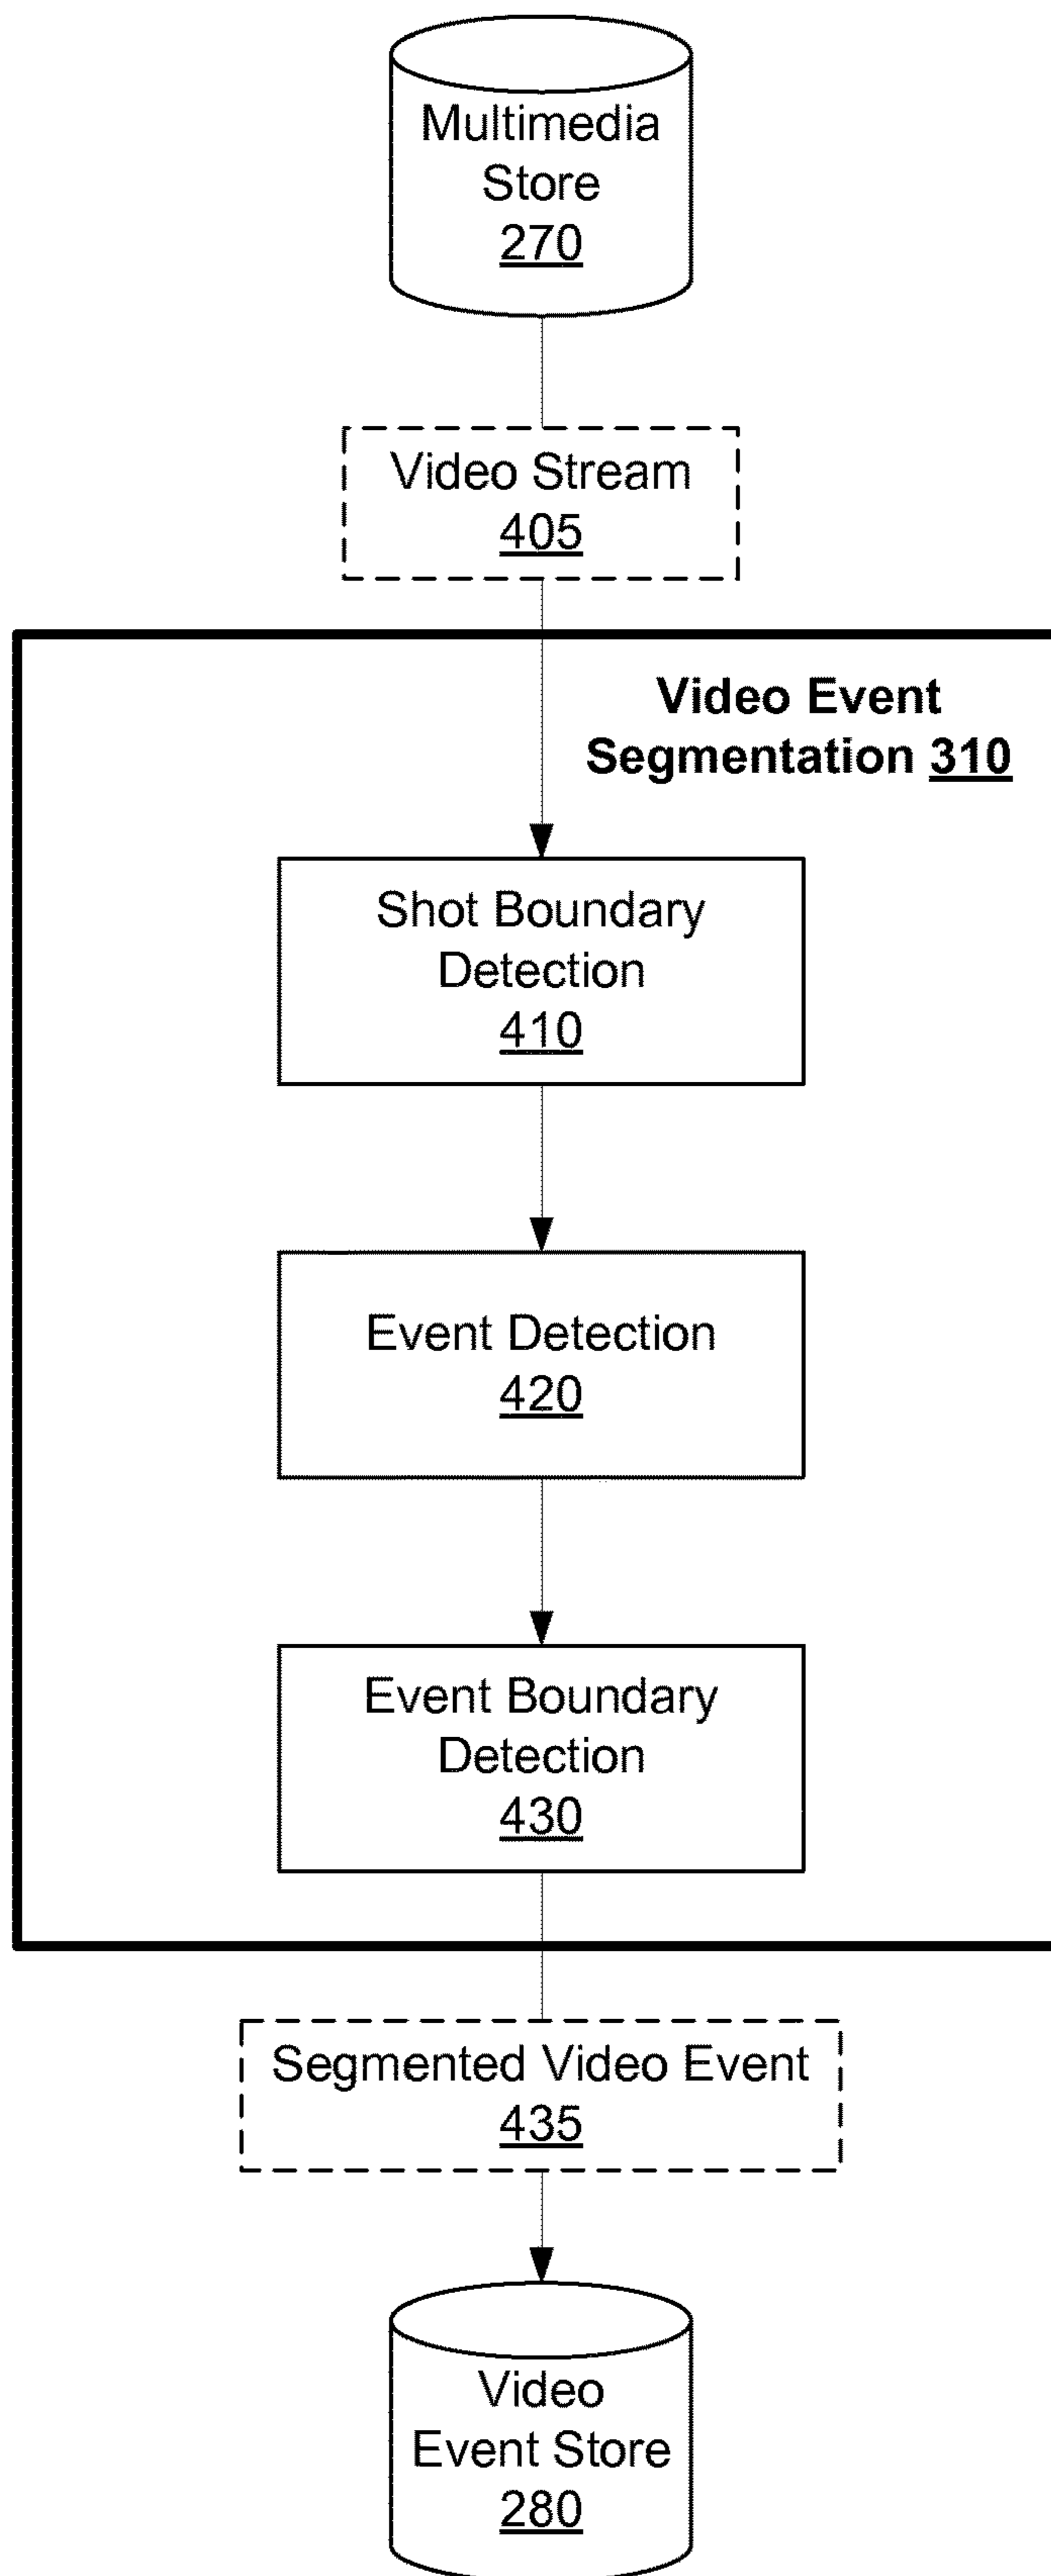 Multimedia
Store
270
Video Stream
405
Video Event
Segmentation 310
Shot Boundary
Detection
410
Event Detection
420
Event Boundary
Detection
430
Segmented Video Event
435
Video
Event Store
280